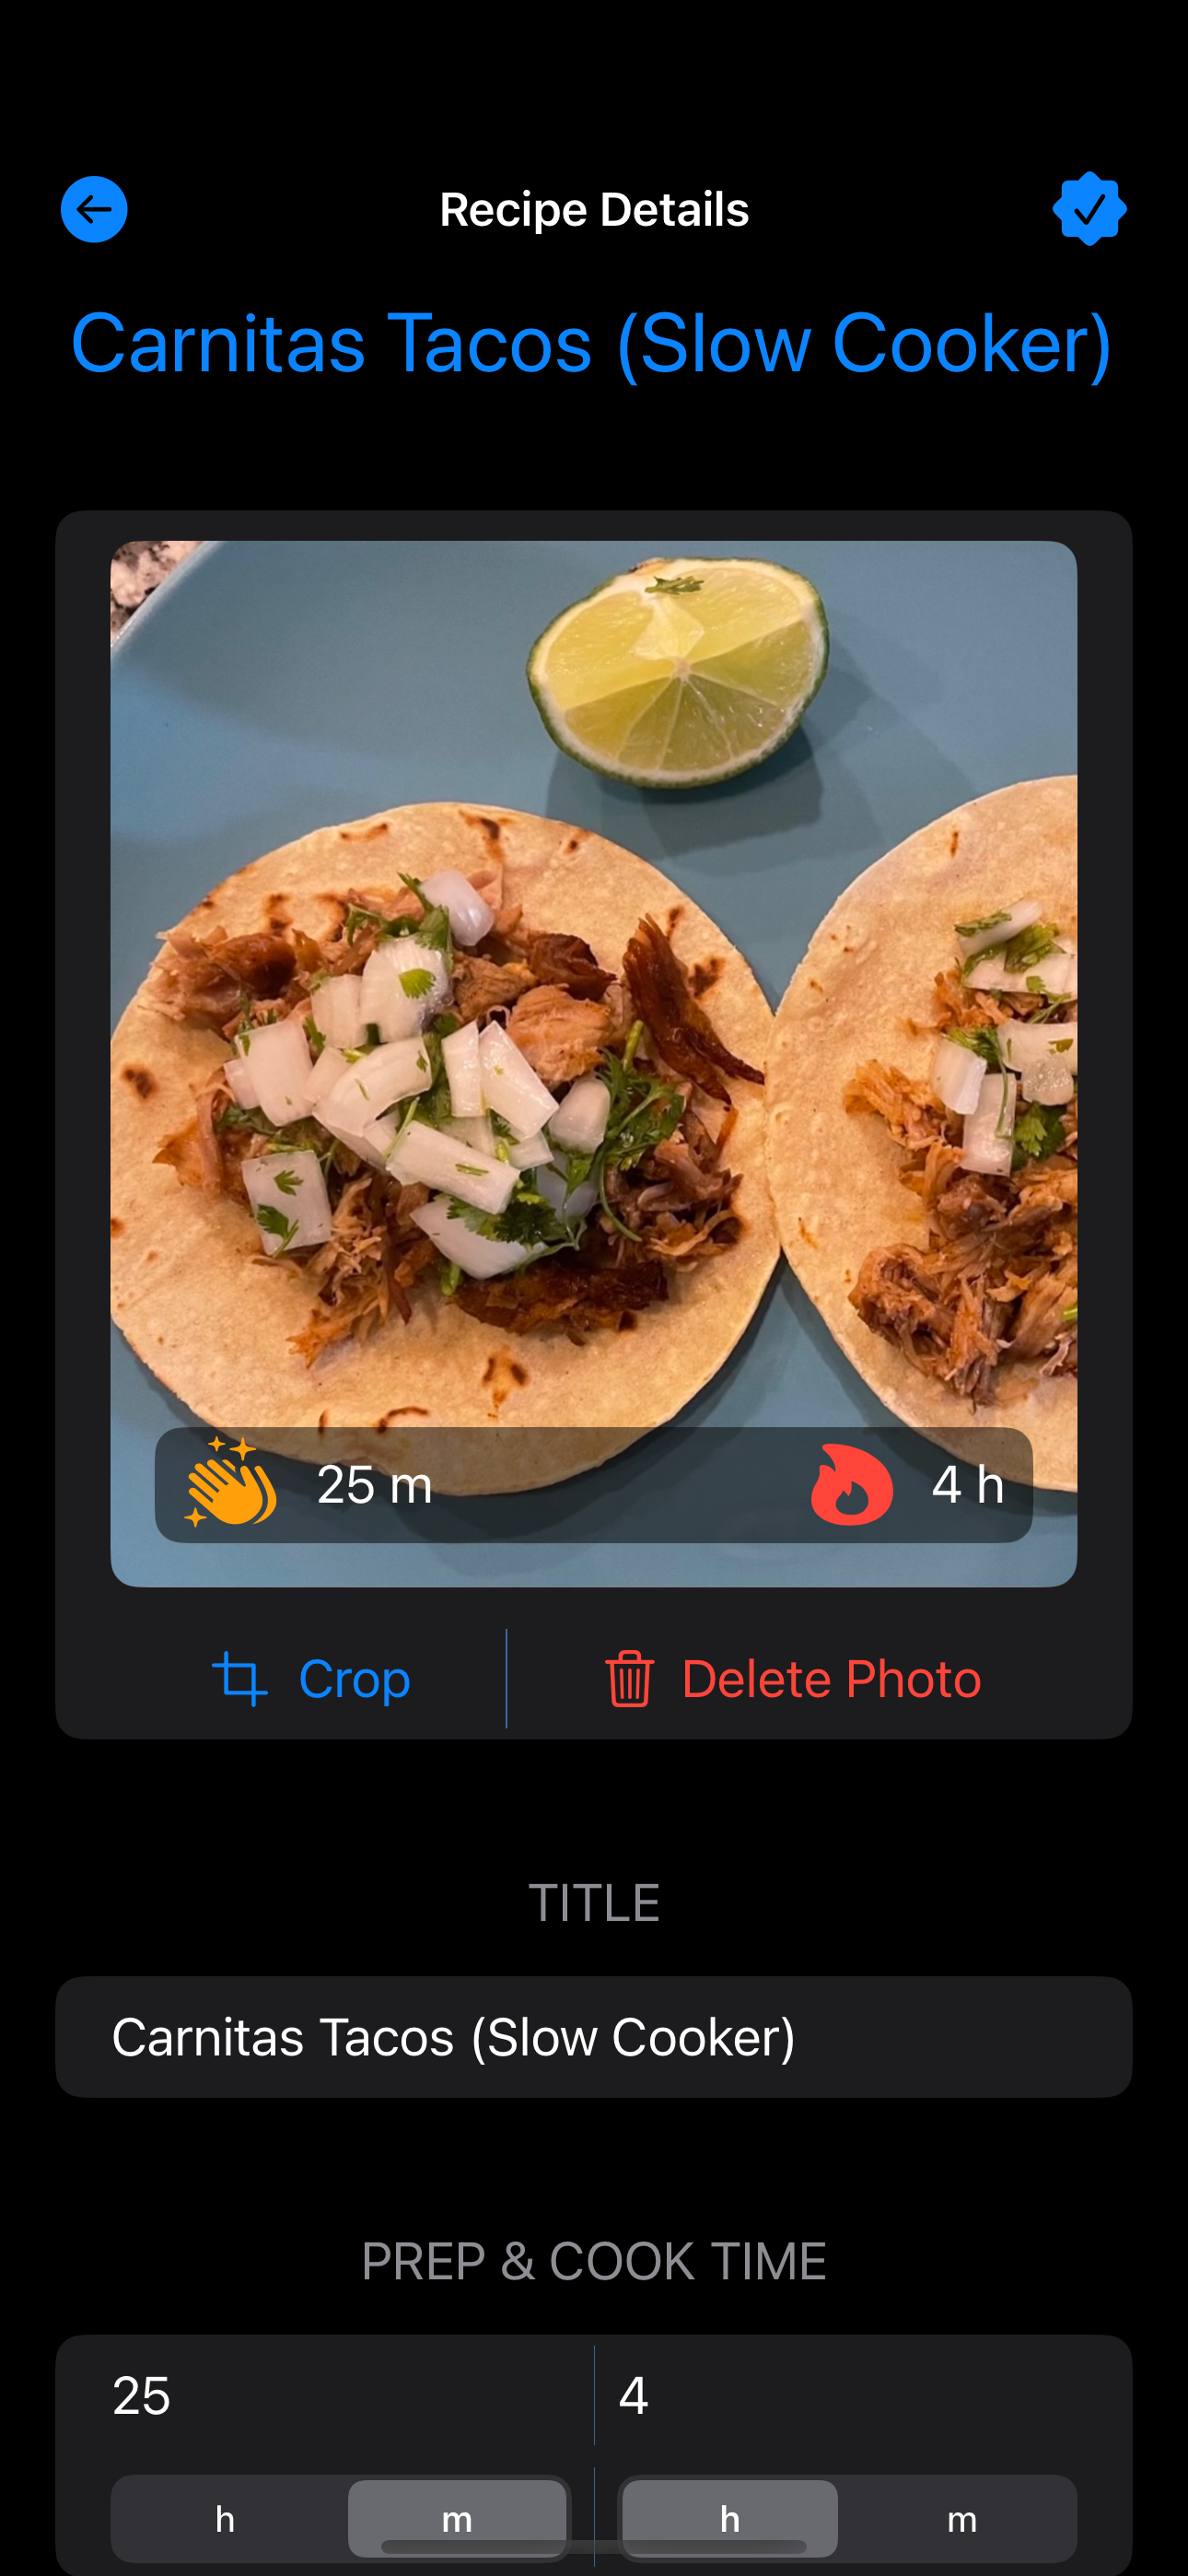 Recipe Details
Carnitas Tacos (Slow Cooker)
25 m 4 h
Crop Delete Photo
TITLE
Carnitas Tacos (Slow Cooker)
PREP & COOK TIME
25 4
h m h m